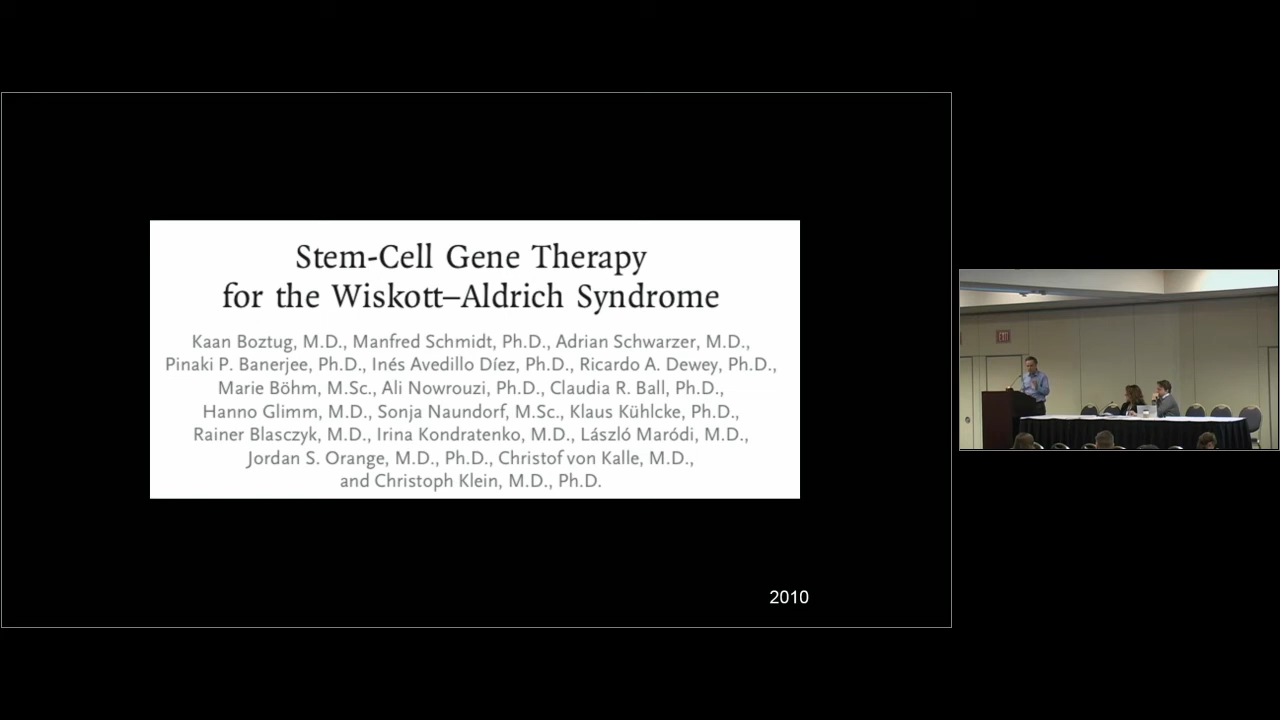 Stem-Cell Gene Therapy
for the Wiskott–Aldrich Syndrome
Kaan Boztug, M.D., Manfred Schmidt, Ph.D., Adrian Schwarzer, M.D.,
Pinaki P. Banerjee, Ph.D., Inés Avedillo Díez, Ph.D., Ricardo A. Dewey, Ph.D.,
Marie Böhm, M.Sc., Ali Nowrouzi, Ph.D., Claudia R. Ball, Ph.D.,
Hanno Glimm, M.D., Sonja Naundorf, M.Sc., Klaus Kühlcke, Ph.D.,
Rainer Blasczyk, M.D., Irina Kondratenko, M.D., László Maródi, M.D.,
Jordan S. Orange, M.D., Ph.D., Christof von Kalle, M.D.,
and Christoph Klein, M.D., Ph.D.
2010